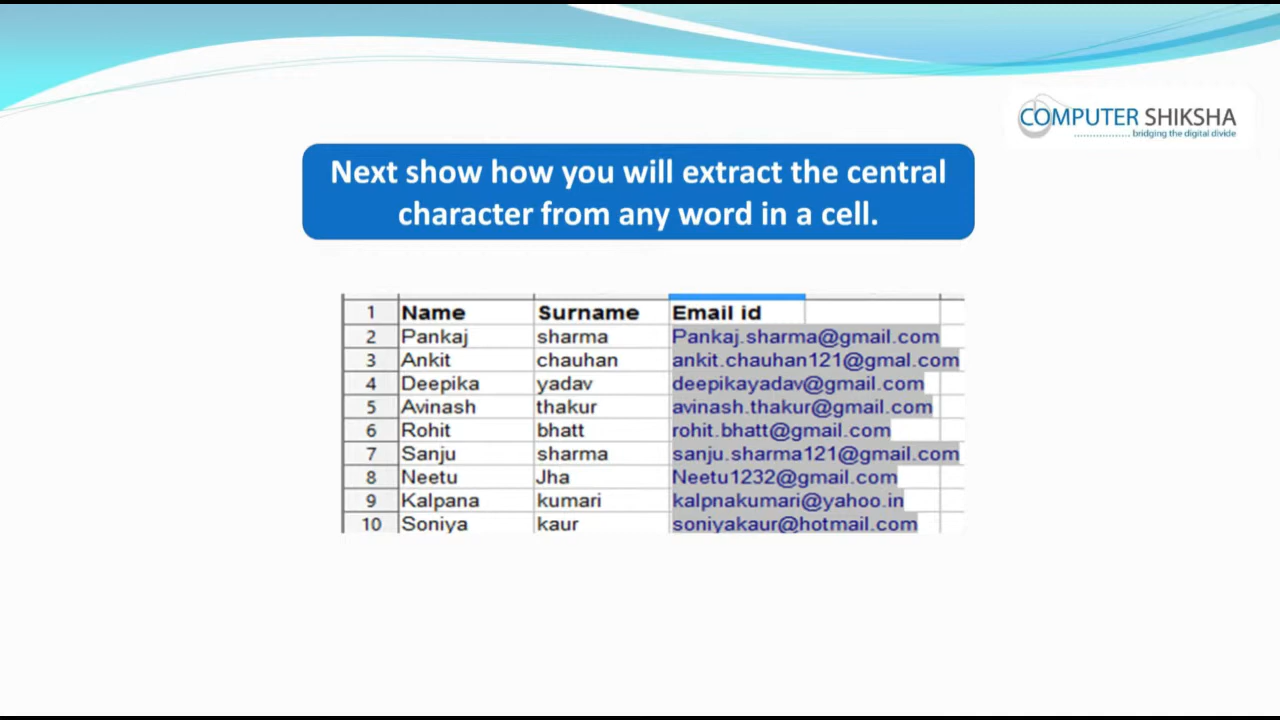 COMPUTER SHIKSHA
bridging the digital divide
Next show how you will extract the central
character from any word in a cell.
1 Name Surname Email id
2 Pankaj sharma Pankaj.sharma@gmail.com
3 Ankit chauhan ankit.chauhan121@gmal.com
4 Deepika yadav deepikayadav@gmail.com
5 Avinash thakur avinash.thakur@gmail.com
6 Rohit bhatt rohit.bhatt@gmail.com
7 Sanju sharma sanju.sharma121@gmail.com
8 Neetu Jha Neetu1232@gmail.com
9 Kalpana kumari kalpnakumari@yahoo.in
10 Soniya kaur soniyakaur@hotmail.com